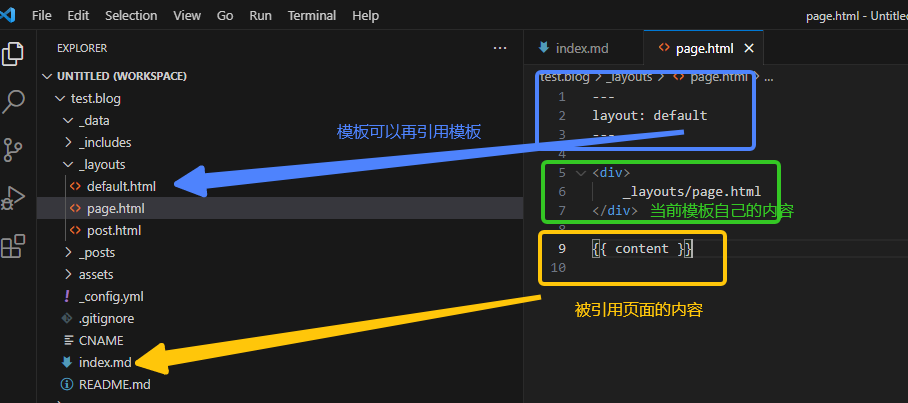 File Edit Selection View Go Run Terminal Help
page.html - Untitled
EXPLORER
UNTITLED (WORKSPACE)
test.blog
_data
_includes
_layouts
default.html
page.html
post.html
_posts
assets
_config.yml
.gitignore
CNAME
index.md
README.md
模板可以再引用模板
index.md
page.html
test.blog > _layouts > page.html > ...
1 ---
2 layout: default
3 ---
4
5 <div>
6 _layouts/page.html
7 </div>
当前模板自己的内容
8
9 {{ content }}
10
被引用页面的内容